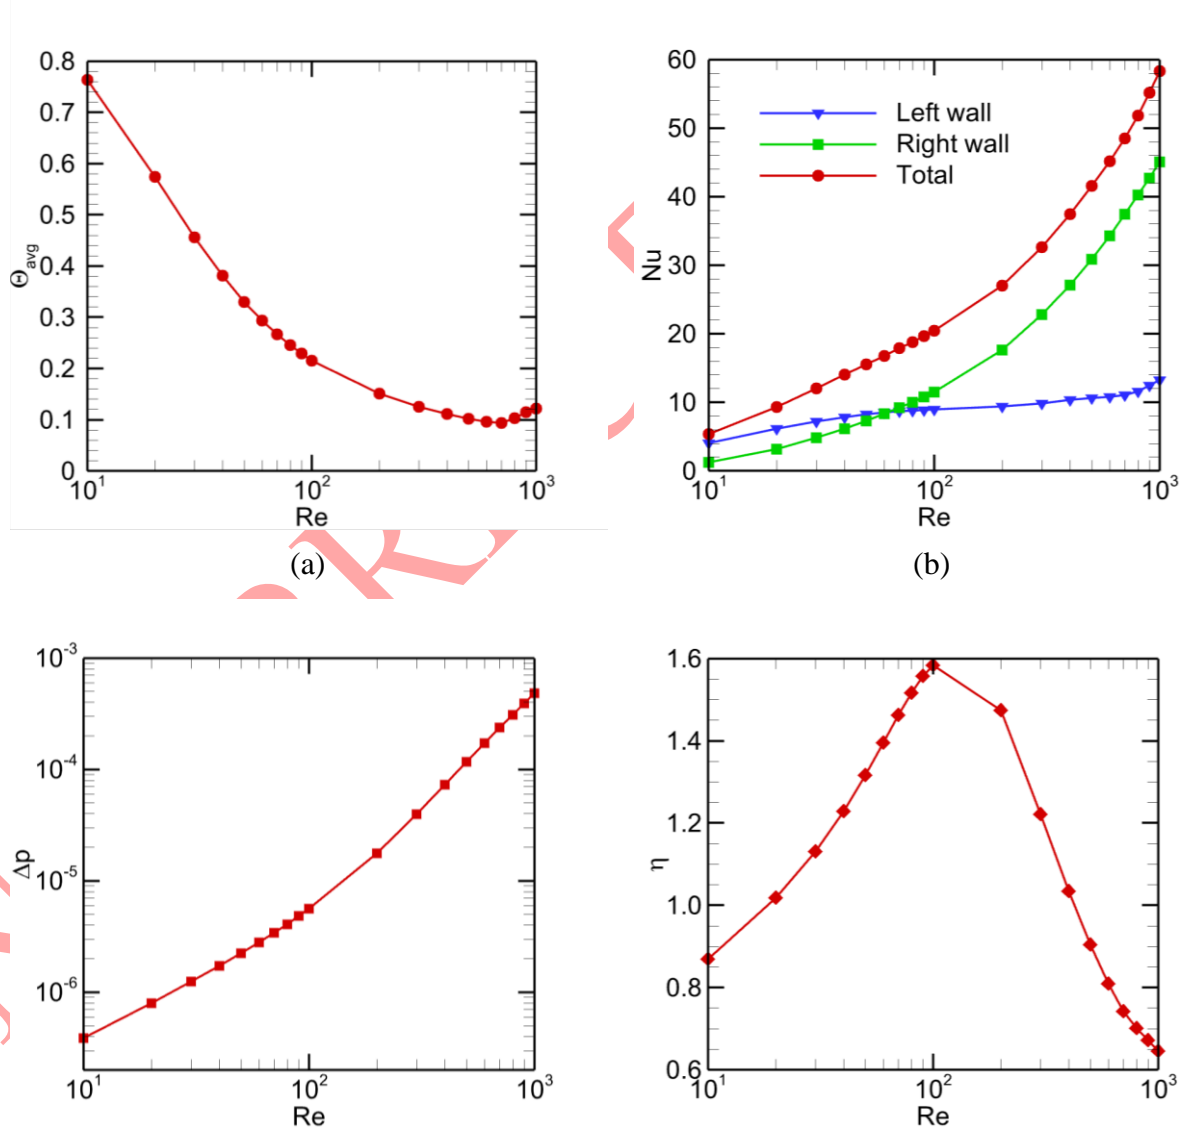 0.8
0.7
0.6
0.5
0.4
0.3
0.2
0.1
0
Θavg
10¹ 10² 10³
Re
(a)
60
50
40
30
20
10
0
Nu
Left wall
Right wall
Total
10¹ 10² 10³
Re
(b)
10⁻³
10⁻⁴
10⁻⁵
10⁻⁶
Δp
10¹ 10² 10³
Re
1.6
1.4
1.2
1.0
0.8
0.6
η
10¹ 10² 10³
Re